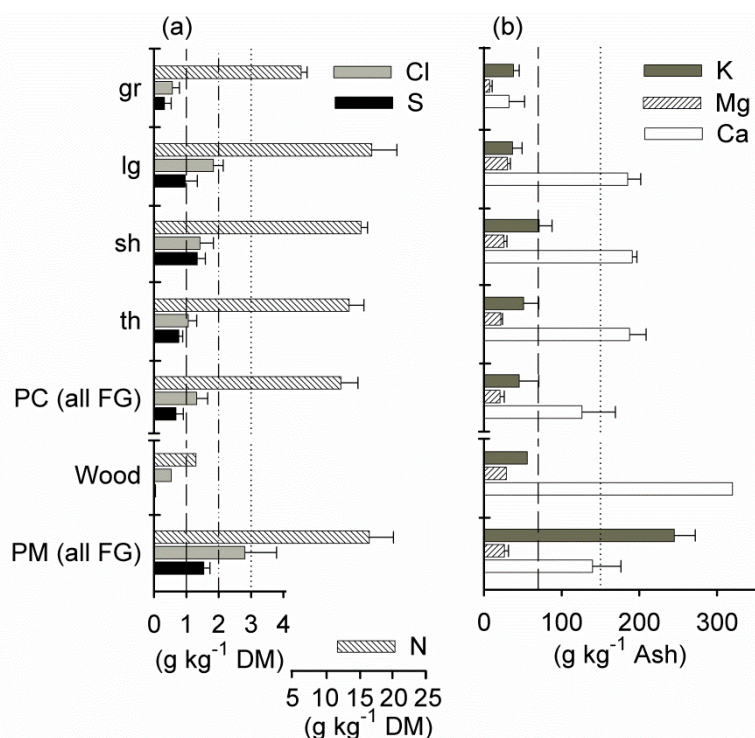 (a)
(b)
gr
lg
sh
th
PC (all FG)
Wood
PM (all FG)
Cl
S
K
Mg
Ca
0 1 2 3 4
(g kg⁻¹ DM)
N
5 10 15 20 25
(g kg⁻¹ DM)
0 100 200 300
(g kg⁻¹ Ash)